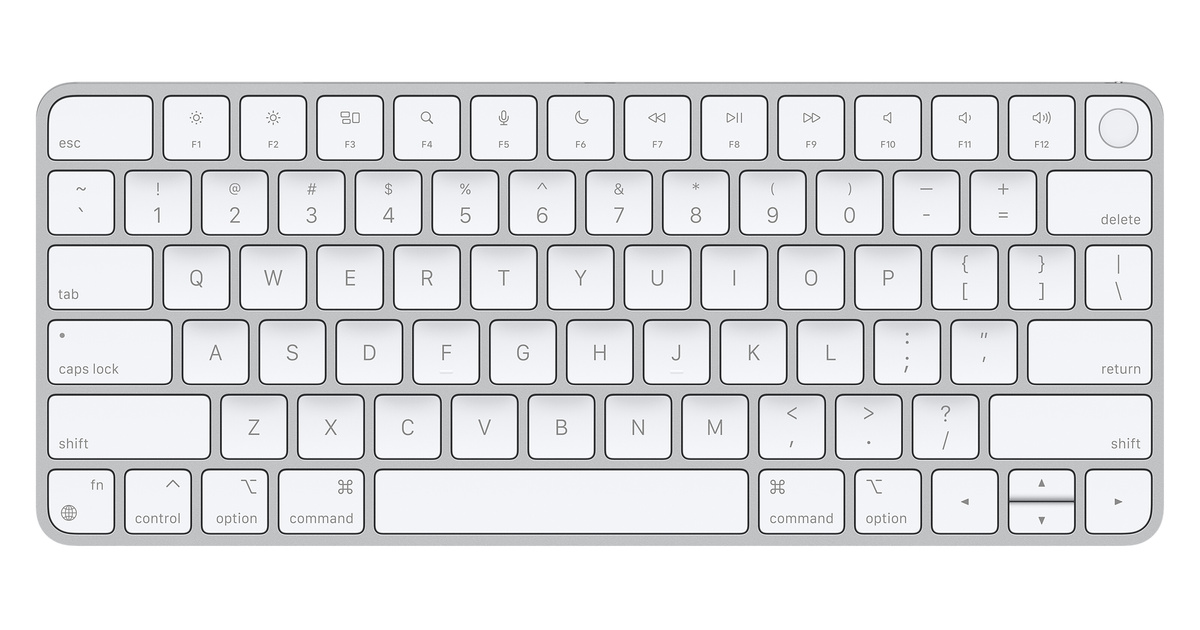 esc F1 F2 F3 F4 F5 F6 F7 F8 F9 F10 F11 F12
~ ! @ # $ % ^ & * ( ) — +
` 1 2 3 4 5 6 7 8 9 0 - = delete
tab Q W E R T Y U I O P { } |
[ ] \
caps lock A S D F G H J K L : "
; ' return
shift Z X C V B N M < > ?
, . / shift
fn ^ ⌥ ⌘ ⌘ ⌥ ◀ ▲ ▶
control option command command option ▼